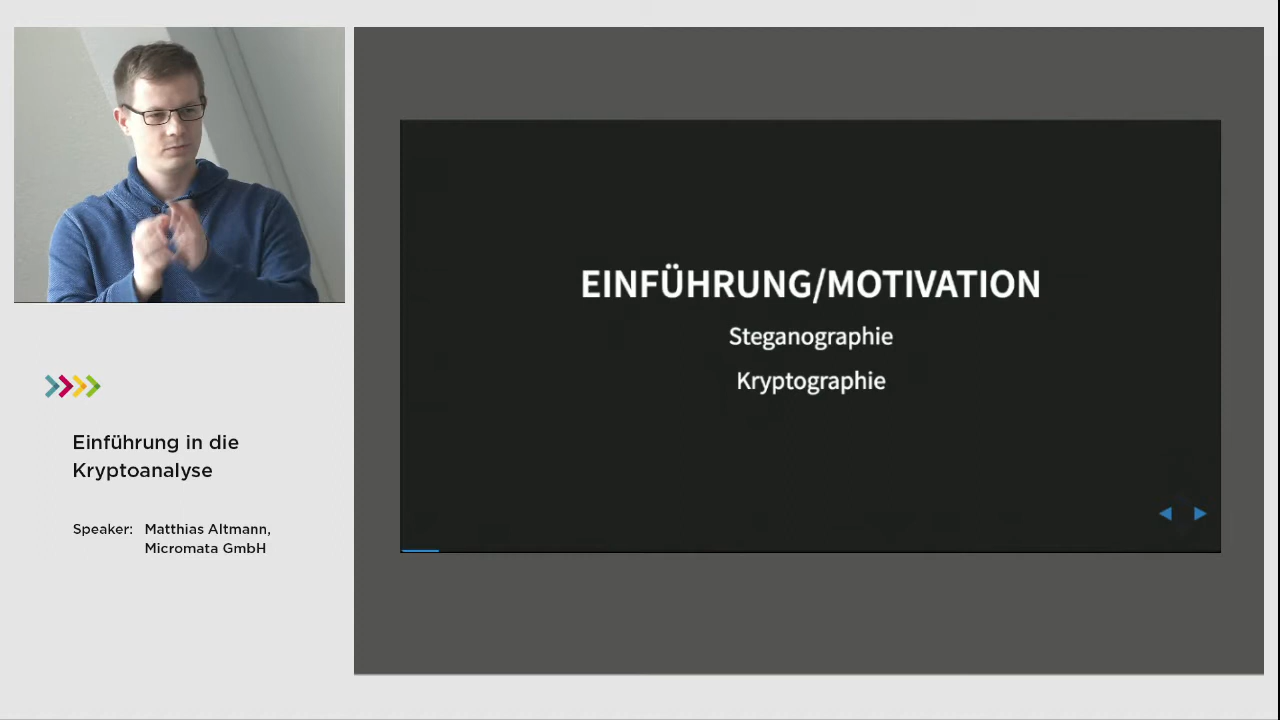 EINFÜHRUNG/MOTIVATION
Steganographie
Kryptographie
Einführung in die
Kryptoanalyse
Speaker: Matthias Altmann,
Micromata GmbH